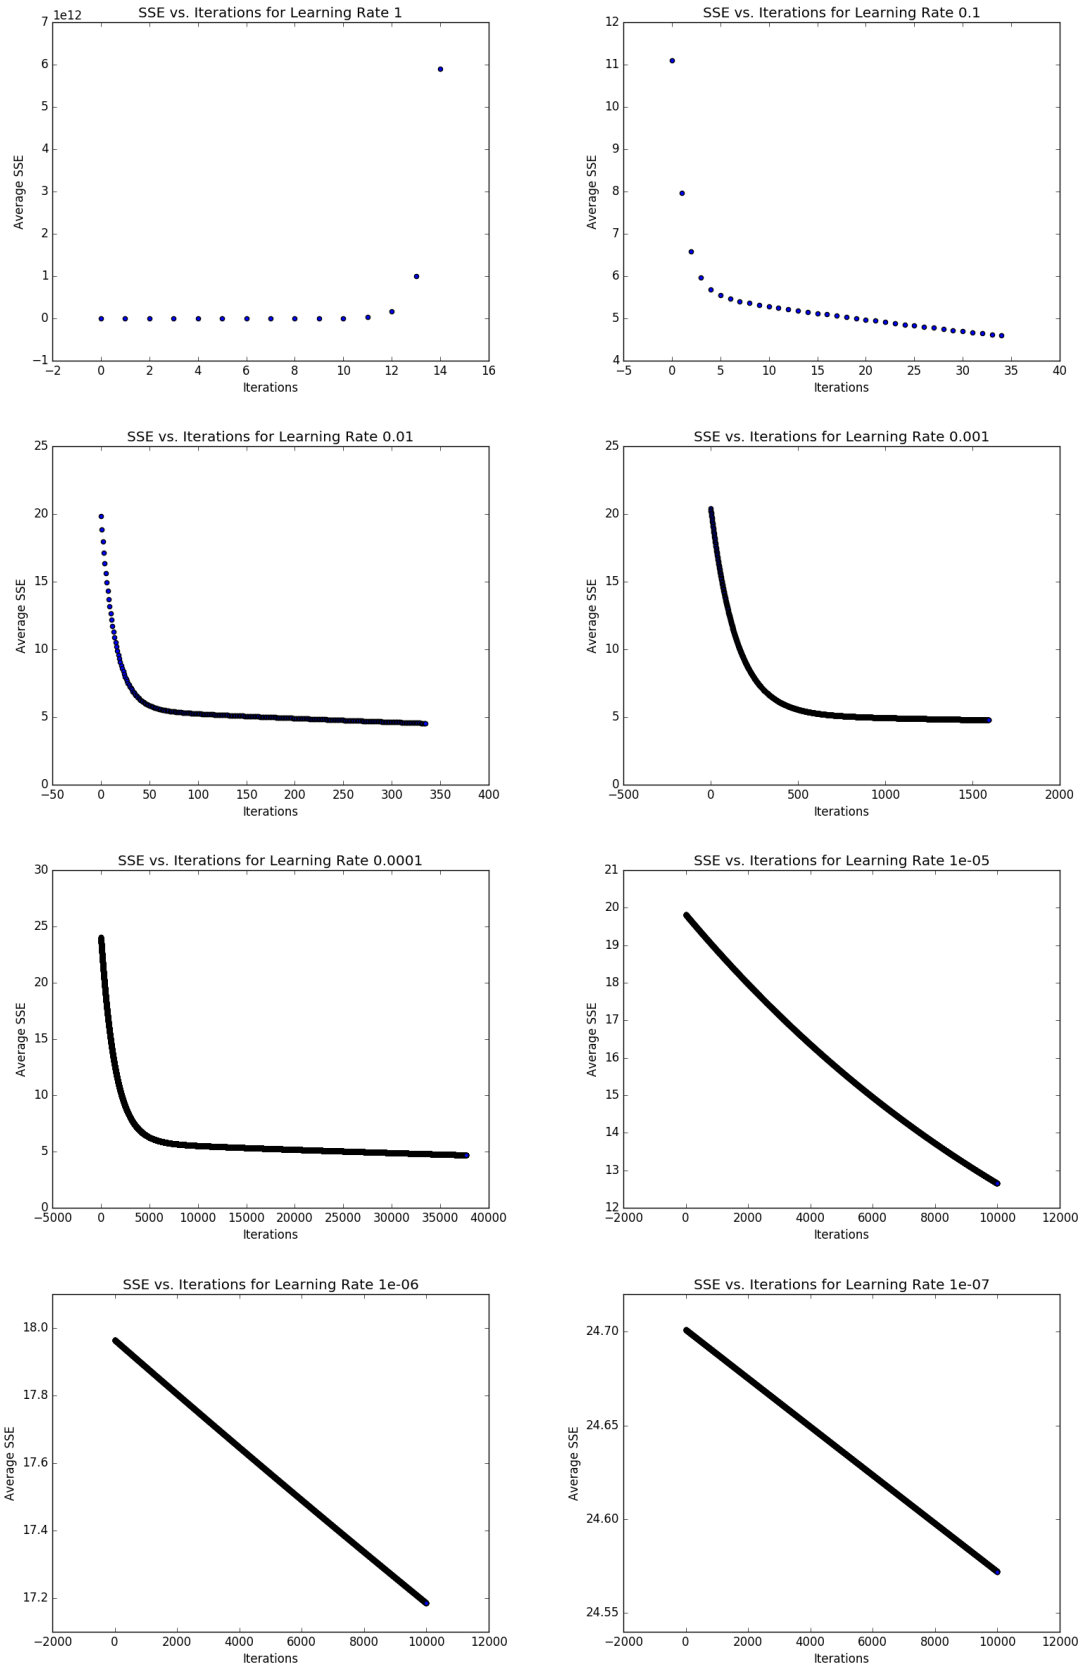 SSE vs. Iterations for Learning Rate 1
1e12
7
6
5
4
3
2
1
0
−1
Average SSE
−2 0 2 4 6 8 10 12 14 16
Iterations
SSE vs. Iterations for Learning Rate 0.1
12
11
10
9
8
7
6
5
4
Average SSE
−5 0 5 10 15 20 25 30 35 40
Iterations
SSE vs. Iterations for Learning Rate 0.01
25
20
15
10
5
0
Average SSE
−50 0 50 100 150 200 250 300 350 400
Iterations
SSE vs. Iterations for Learning Rate 0.001
25
20
15
10
5
0
Average SSE
−500 0 500 1000 1500 2000
Iterations
SSE vs. Iterations for Learning Rate 0.0001
30
25
20
15
10
5
0
Average SSE
−5000 0 5000 10000 15000 20000 25000 30000 35000 40000
Iterations
SSE vs. Iterations for Learning Rate 1e-05
21
20
19
18
17
16
15
14
13
12
Average SSE
−2000 0 2000 4000 6000 8000 10000 12000
Iterations
SSE vs. Iterations for Learning Rate 1e-06
18.0
17.8
17.6
17.4
17.2
Average SSE
−2000 0 2000 4000 6000 8000 10000 12000
Iterations
SSE vs. Iterations for Learning Rate 1e-07
24.70
24.65
24.60
24.55
Average SSE
−2000 0 2000 4000 6000 8000 10000 12000
Iterations